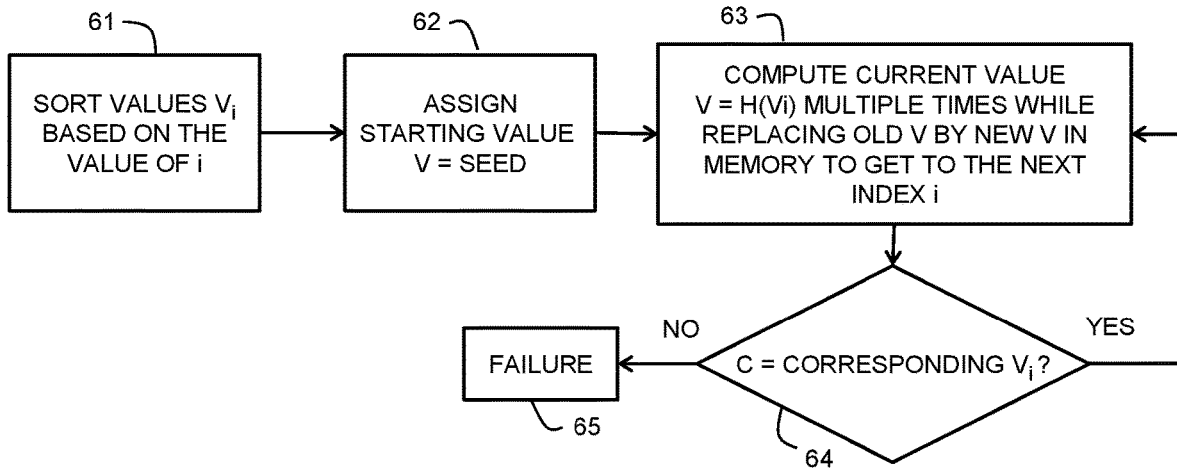 61
SORT VALUES Vi
BASED ON THE
VALUE OF i
62
ASSIGN
STARTING VALUE
V = SEED
63
COMPUTE CURRENT VALUE
V = H(Vi) MULTIPLE TIMES WHILE
REPLACING OLD V BY NEW V IN
MEMORY TO GET TO THE NEXT
INDEX i
C = CORRESPONDING Vi ?
64
NO
YES
FAILURE
65